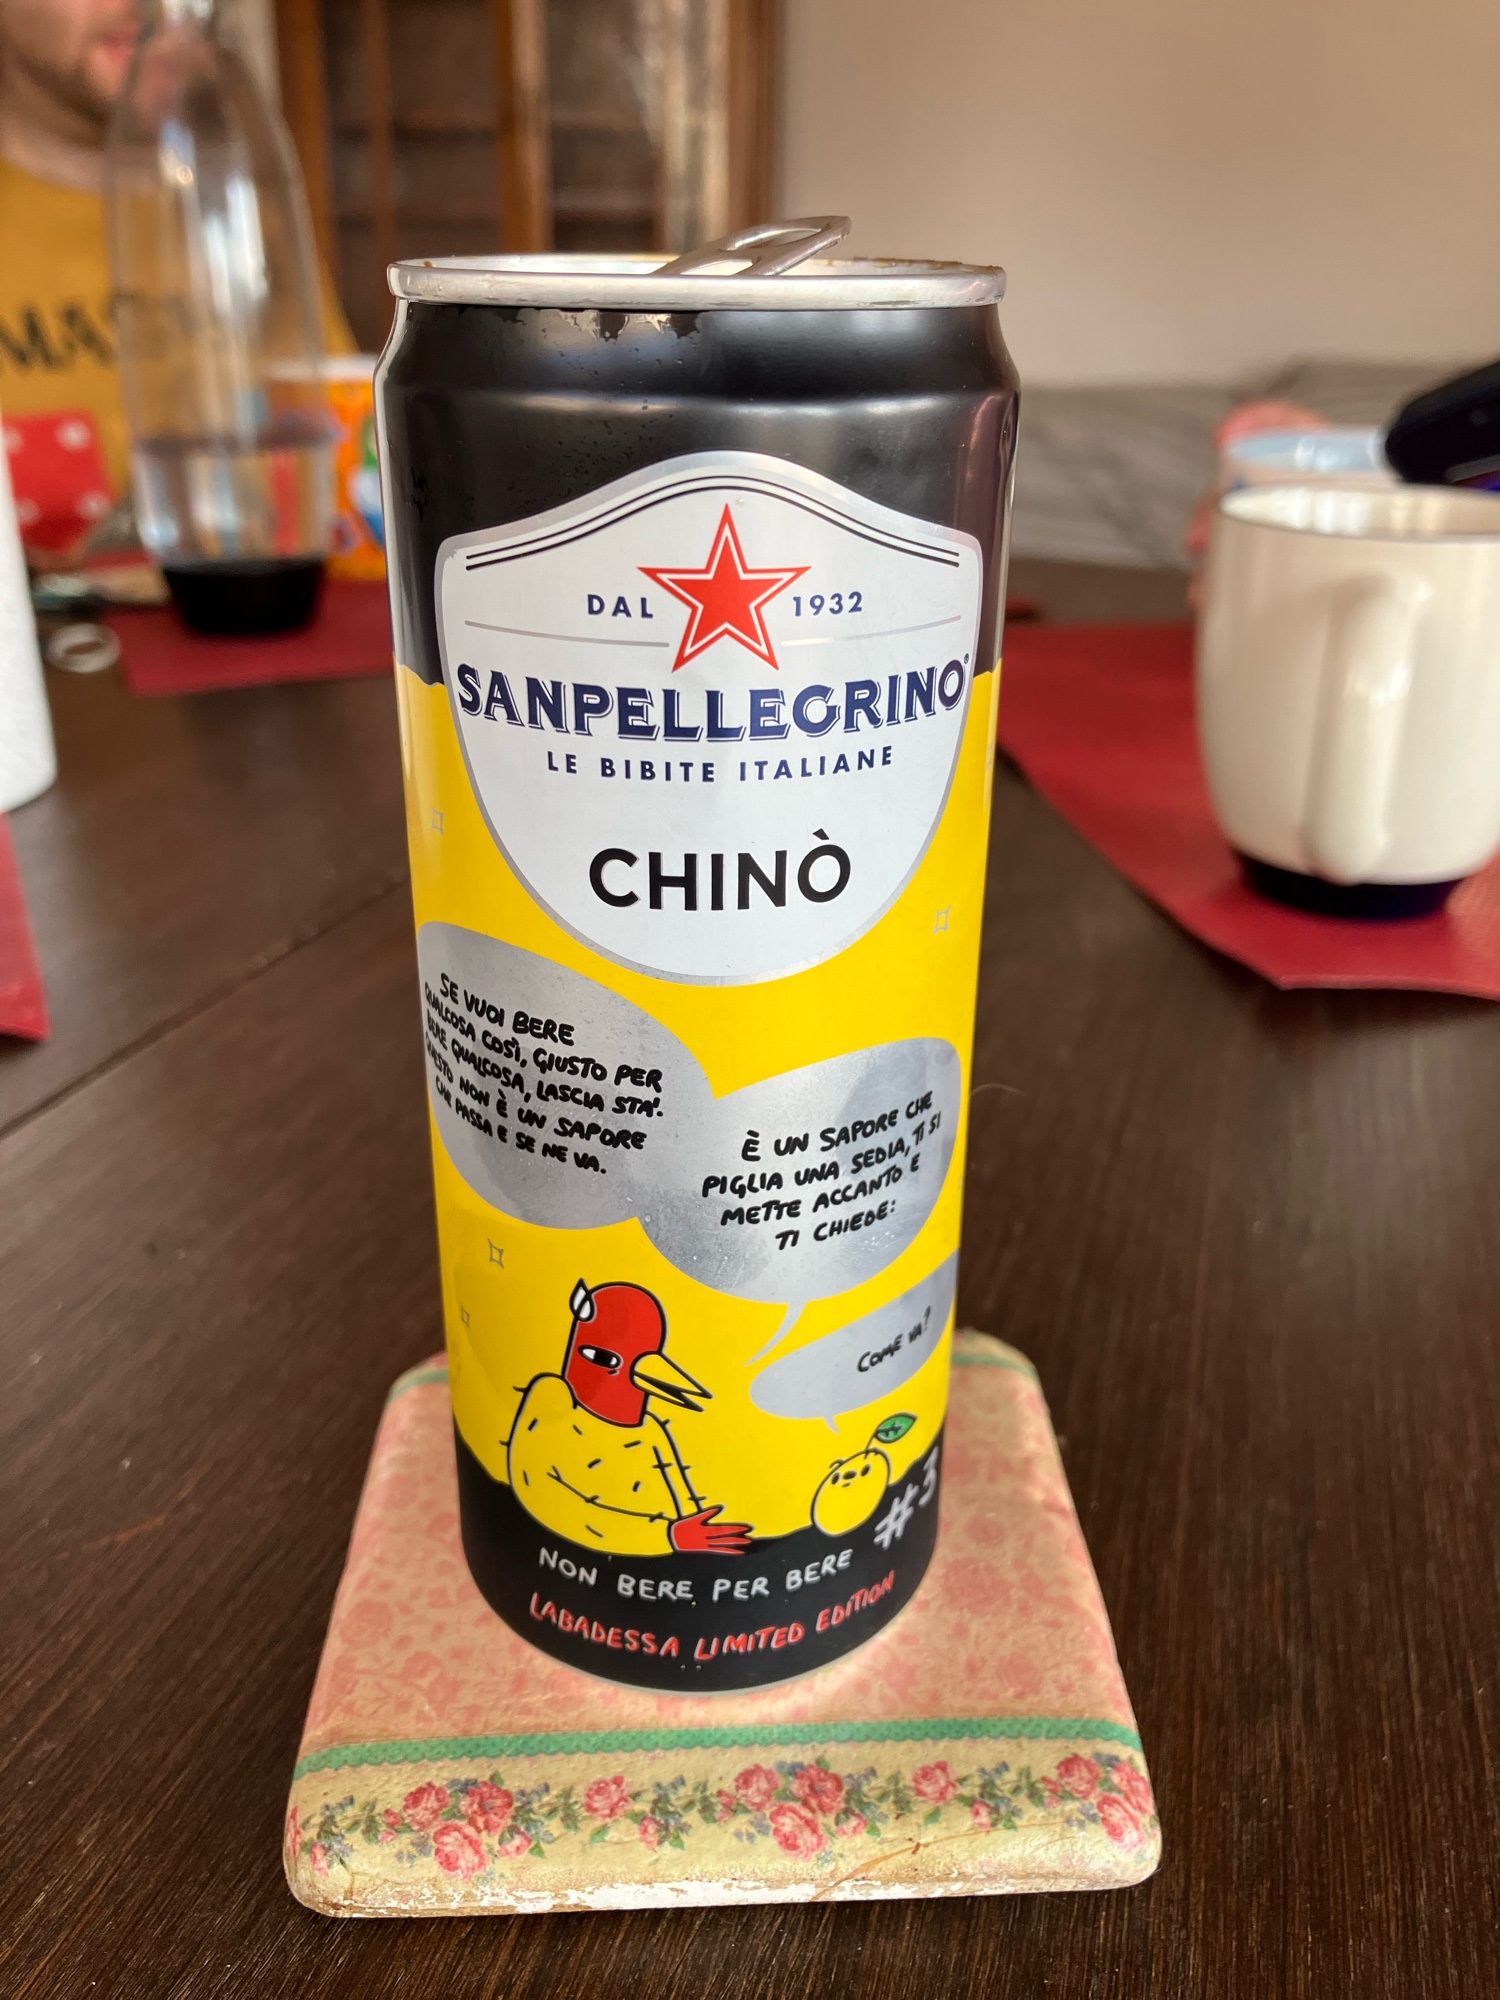 DAL 1932
SANPELLEGRINO®
LE BIBITE ITALIANE
CHINÒ
SE VUOI BERE
QUALCOSA COSÌ, GIUSTO PER
BERE QUALCOSA, LASCIA STA'.
QUESTO NON È UN SAPORE
CHE PASSA E SE NE VA.
È UN SAPORE CHE
PIGLIA UNA SEDIA, TI SI
METTE ACCANTO E
TI CHIEDE:
COME VA?
#3
NON BERE PER BERE
LABADESSA LIMITED EDITION